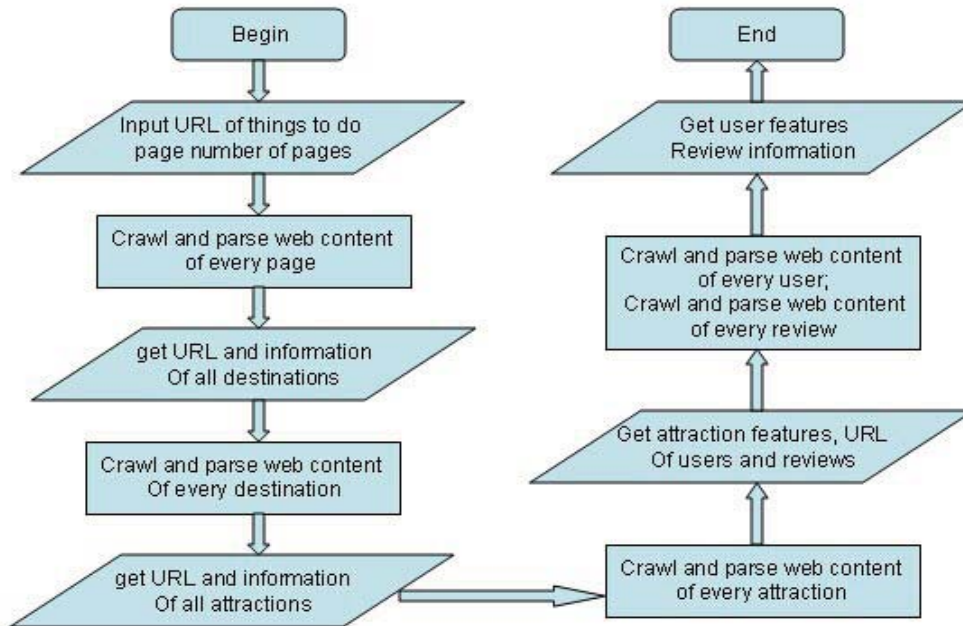 Begin
Input URL of things to do
page number of pages
Crawl and parse web content
of every page
get URL and information
Of all destinations
Crawl and parse web content
Of every destination
get URL and information
Of all attractions
Crawl and parse web content
of every attraction
Get attraction features, URL
Of users and reviews
Crawl and parse web content
of every user;
Crawl and parse web content
of every review
Get user features
Review information
End